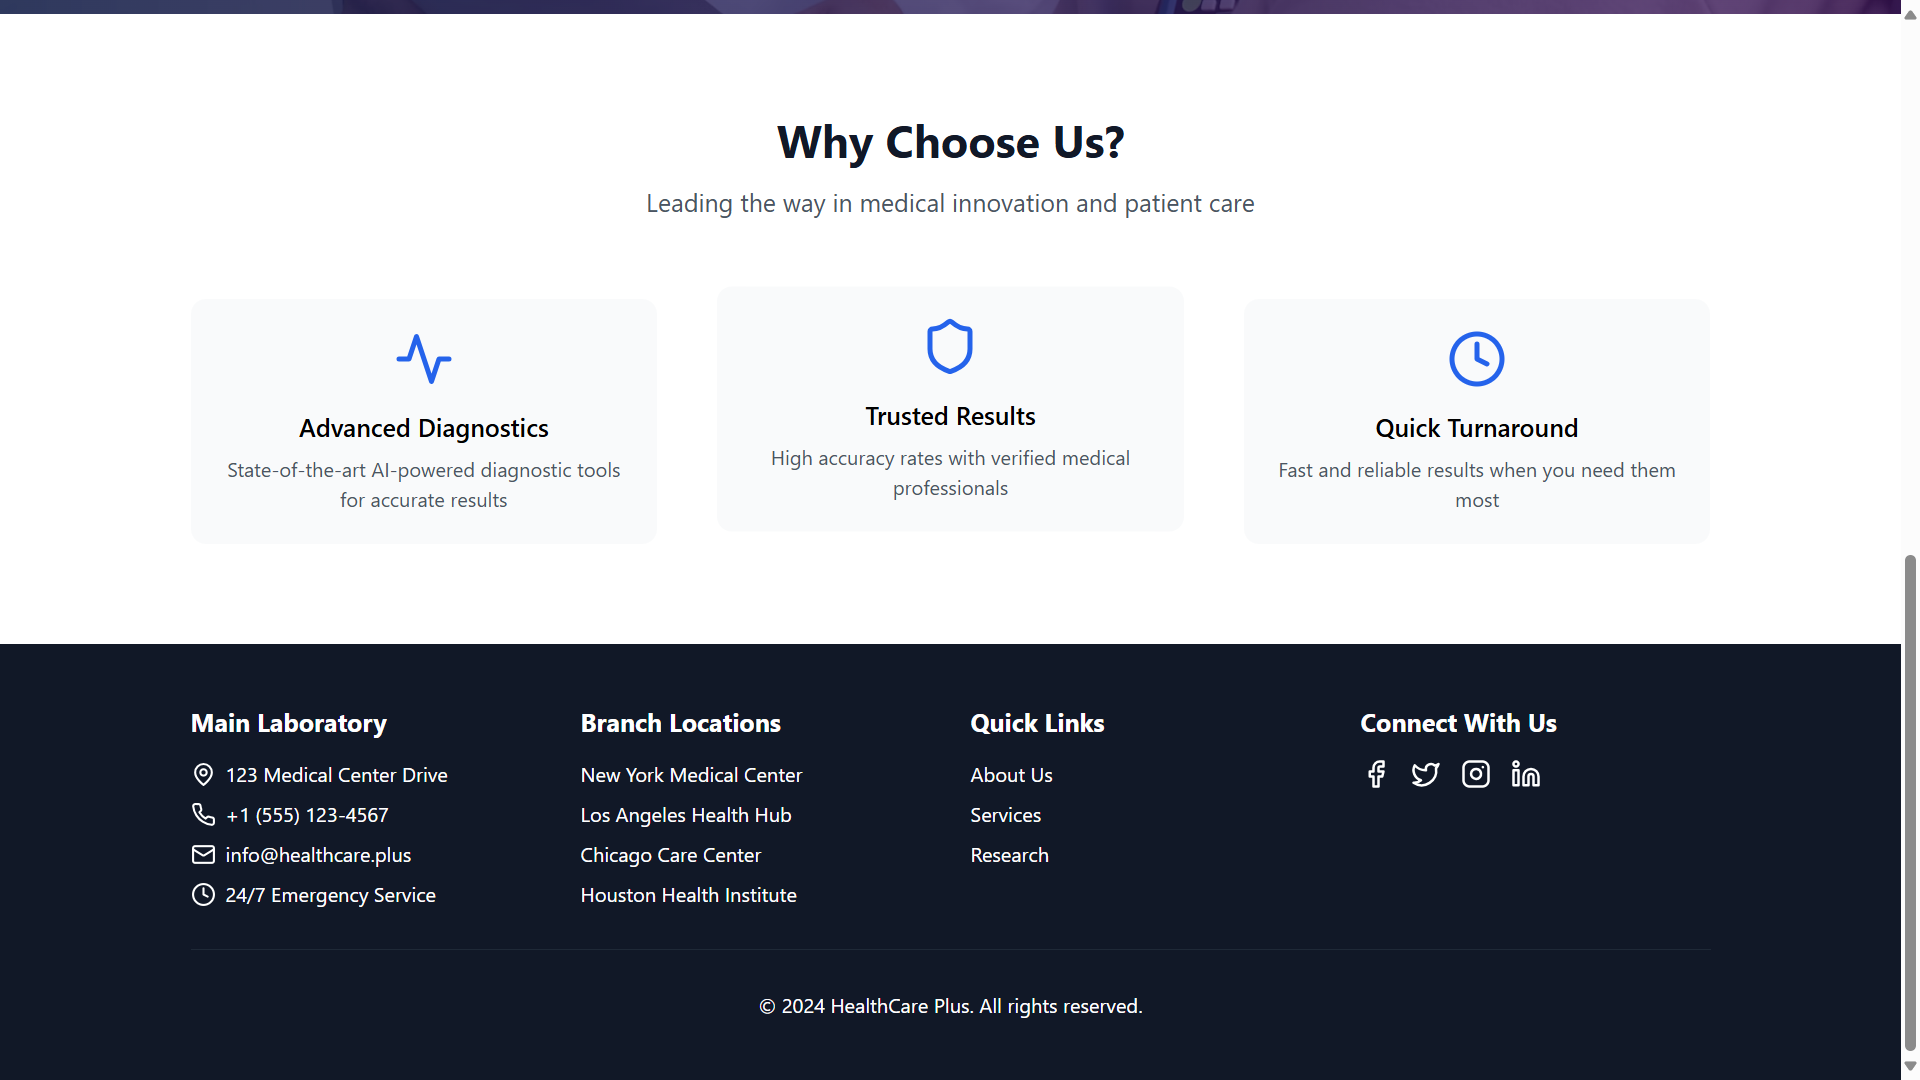 Why Choose Us?
Leading the way in medical innovation and patient care
Advanced Diagnostics
State-of-the-art AI-powered diagnostic tools
for accurate results
Trusted Results
High accuracy rates with verified medical
professionals
Quick Turnaround
Fast and reliable results when you need them
most
Main Laboratory
123 Medical Center Drive
+1 (555) 123-4567
info@healthcare.plus
24/7 Emergency Service
Branch Locations
New York Medical Center
Los Angeles Health Hub
Chicago Care Center
Houston Health Institute
Quick Links
About Us
Services
Research
Connect With Us
© 2024 HealthCare Plus. All rights reserved.